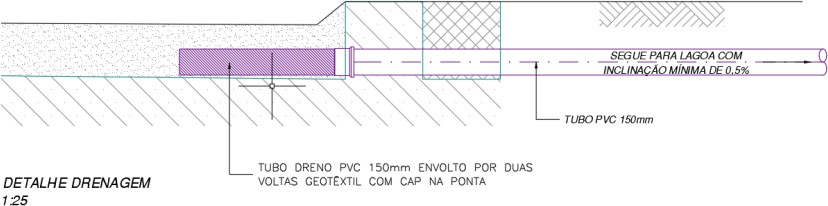 SEGUE PARA LAGOA COM
INCLINAÇÃO MÍNIMA DE 0,5%
TUBO PVC 150mm
TUBO DRENO PVC 150mm ENVOLTO POR DUAS
VOLTAS GEOTÊXTIL COM CAP NA PONTA
DETALHE DRENAGEM
1:25